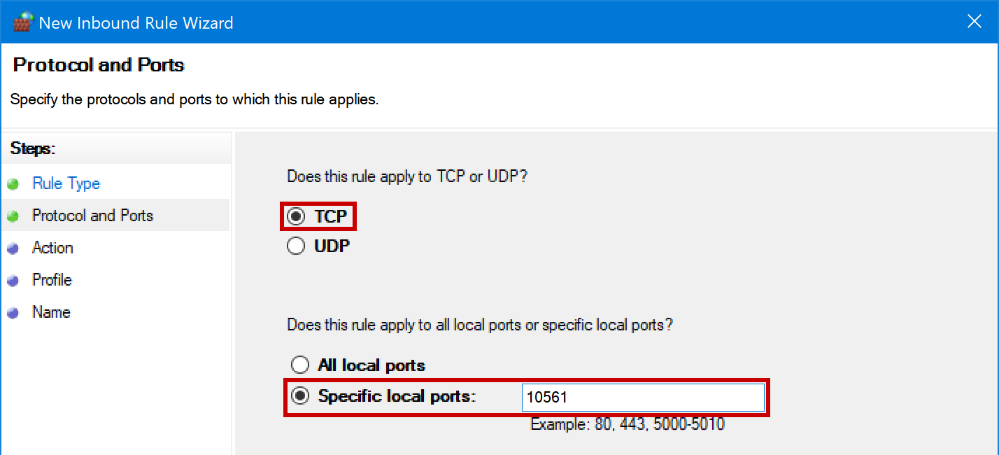 New Inbound Rule Wizard
Protocol and Ports
Specify the protocols and ports to which this rule applies.
Steps:
Rule Type
Protocol and Ports
Action
Profile
Name
Does this rule apply to TCP or UDP?
TCP
UDP
Does this rule apply to all local ports or specific local ports?
All local ports
Specific local ports: 10561
Example: 80, 443, 5000-5010